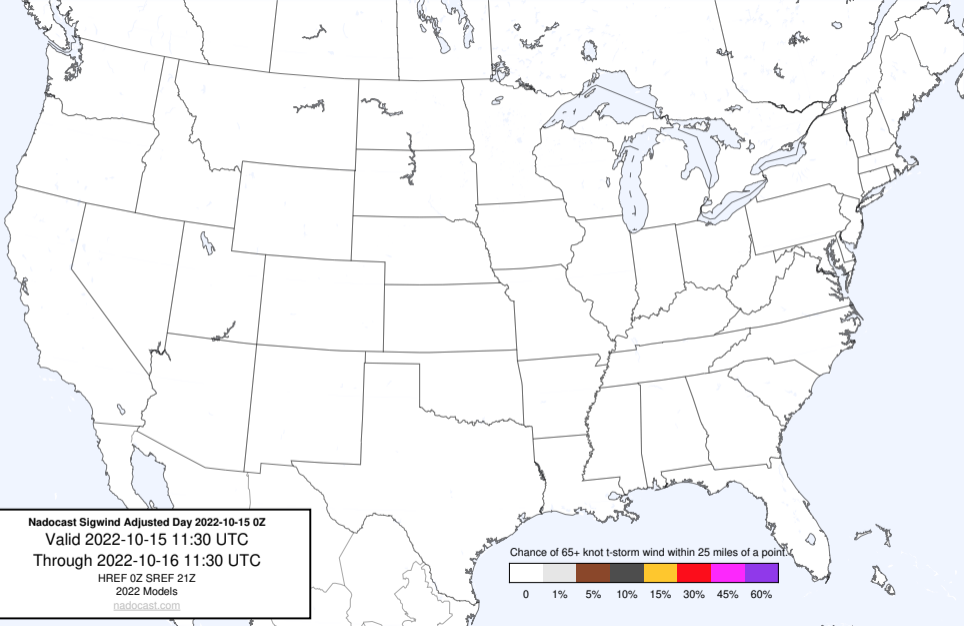 Nadocast Sigwind Adjusted Day 2022-10-15 0Z
Valid 2022-10-15 11:30 UTC
Through 2022-10-16 11:30 UTC
HREF 0Z SREF 21Z
2022 Models
nadocast.com
Chance of 65+ knot t-storm wind within 25 miles of a point.
0 1% 5% 10% 15% 30% 45% 60%